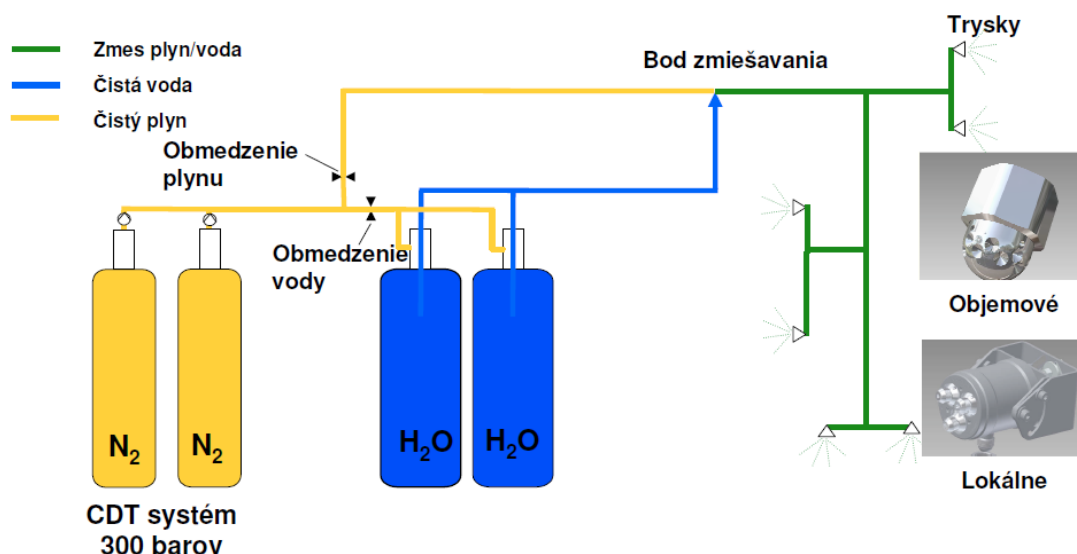 Zmes plyn/voda
Čistá voda
Čistý plyn
Trysky
Bod zmiešavania
Obmedzenie
plynu
Obmedzenie
vody
Objemové
N₂
N₂
H₂O
H₂O
Lokálne
CDT systém
300 barov